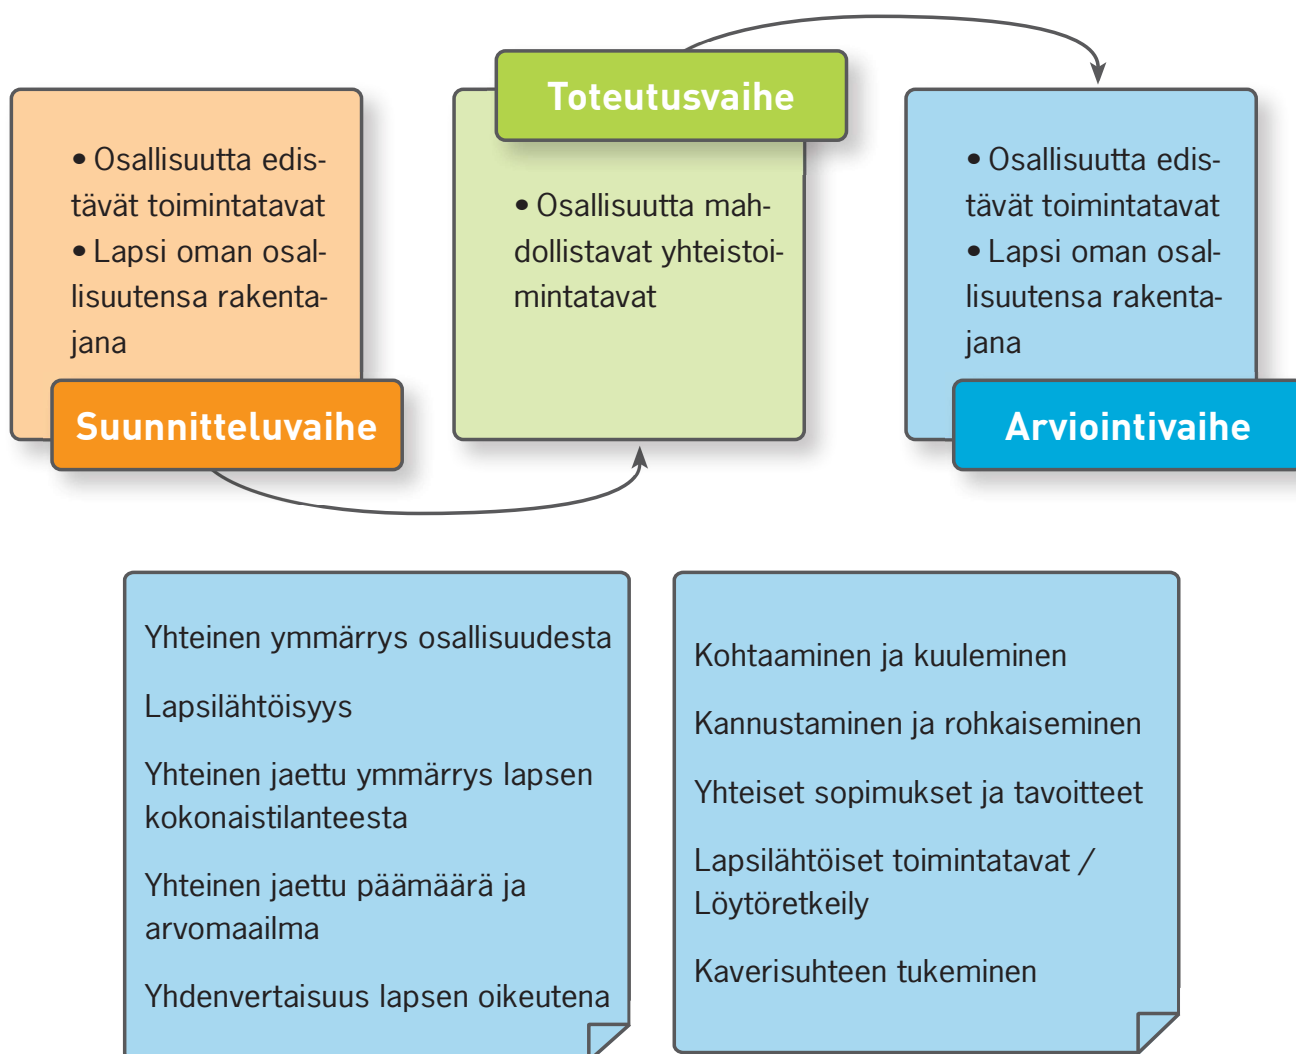 • Osallisuutta edis-
tävät toimintatavat
• Lapsi oman osal-
lisuutensa rakenta-
jana
Suunnitteluvaihe
Toteutusvaihe
• Osallisuutta mah-
dollistavat yhteistoi-
mintatavat
• Osallisuutta edis-
tävät toimintatavat
• Lapsi oman osal-
lisuutensa rakenta-
jana
Arviointivaihe
Yhteinen ymmärrys osallisuudesta
Lapsilähtöisyys
Yhteinen jaettu ymmärrys lapsen
kokonaistilanteesta
Yhteinen jaettu päämäärä ja
arvomaailma
Yhdenvertaisuus lapsen oikeutena
Kohtaaminen ja kuuleminen
Kannustaminen ja rohkaiseminen
Yhteiset sopimukset ja tavoitteet
Lapsilähtöiset toimintatavat /
Löytöretkeily
Kaverisuhteen tukeminen